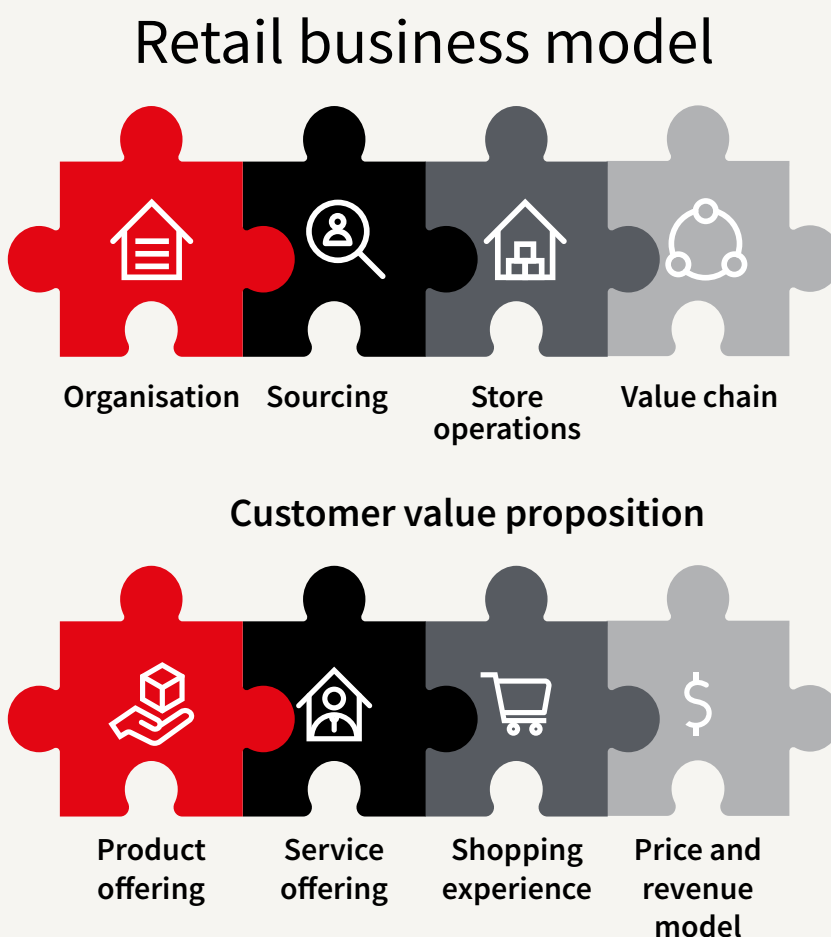 Retail business model
Organisation
Sourcing
Store
operations
Value chain
Customer value proposition
Product
offering
Service
offering
Shopping
experience
Price and
revenue
model
$